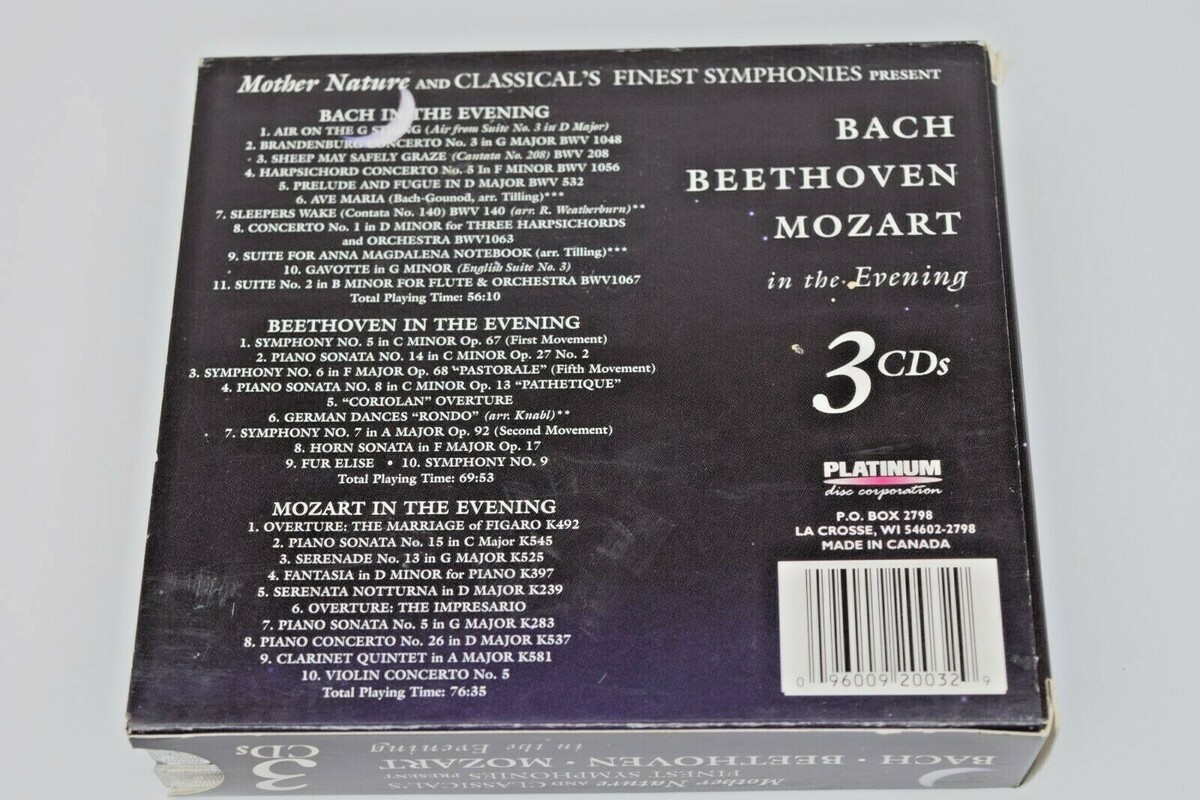 Mother Nature AND CLASSICAL'S FINEST SYMPHONIES PRESENT
BACH IN THE EVENING
1. AIR ON THE G STRING (Air from Suite No. 3 in D Major)
2. BRANDENBURG CONCERTO No. 3 in G MAJOR BWV 1048
3. SHEEP MAY SAFELY GRAZE (Cantata No. 208) BWV 208
4. HARPSICHORD CONCERTO No. 5 In F MINOR BWV 1056
5. PRELUDE AND FUGUE IN D MAJOR BWV 532
6. AVE MARIA (Bach-Gounod, arr. Tilling)***
7. SLEEPERS WAKE (Contata No. 140) BWV 140 (arr. R. Weatherburn)**
8. CONCERTO No. 1 in D MINOR for THREE HARPSICHORDS
and ORCHESTRA BWV1063
9. SUITE FOR ANNA MAGDALENA NOTEBOOK (arr. Tilling)***
10. GAVOTTE in G MINOR (English Suite No. 3)
11. SUITE No. 2 in B MINOR FOR FLUTE & ORCHESTRA BWV1067
Total Playing Time: 56:10
BEETHOVEN IN THE EVENING
1. SYMPHONY NO. 5 in C MINOR Op. 67 (First Movement)
2. PIANO SONATA NO. 14 in C MINOR Op. 27 No. 2
3. SYMPHONY NO. 6 in F MAJOR Op. 68 "PASTORALE" (Fifth Movement)
4. PIANO SONATA NO. 8 in C MINOR Op. 13 "PATHETIQUE"
5. "CORIOLAN" OVERTURE
6. GERMAN DANCES "RONDO" (arr. Knabl)**
7. SYMPHONY NO. 7 in A MAJOR Op. 92 (Second Movement)
8. HORN SONATA in F MAJOR Op. 17
9. FUR ELISE • 10. SYMPHONY NO. 9
Total Playing Time: 69:53
MOZART IN THE EVENING
1. OVERTURE: THE MARRIAGE of FIGARO K492
2. PIANO SONATA No. 15 in C Major K545
3. SERENADE No. 13 in G MAJOR K525
4. FANTASIA in D MINOR for PIANO K397
5. SERENATA NOTTURNA in D MAJOR K239
6. OVERTURE: THE IMPRESARIO
7. PIANO SONATA No. 5 in G MAJOR K283
8. PIANO CONCERTO No. 26 in D MAJOR K537
9. CLARINET QUINTET in A MAJOR K581
10. VIOLIN CONCERTO No. 5
Total Playing Time: 76:35
BACH
BEETHOVEN
MOZART
in the Evening
3 CDs
PLATINUM
disc corporation
P.O. BOX 2798
LA CROSSE, WI 54602-2798
MADE IN CANADA
0 96009 20032 9
Mother Nature AND CLASSICAL'S
FINEST SYMPHONIES PRESENT
BACH • BEETHOVEN • MOZART
in the Evening
3 CDs